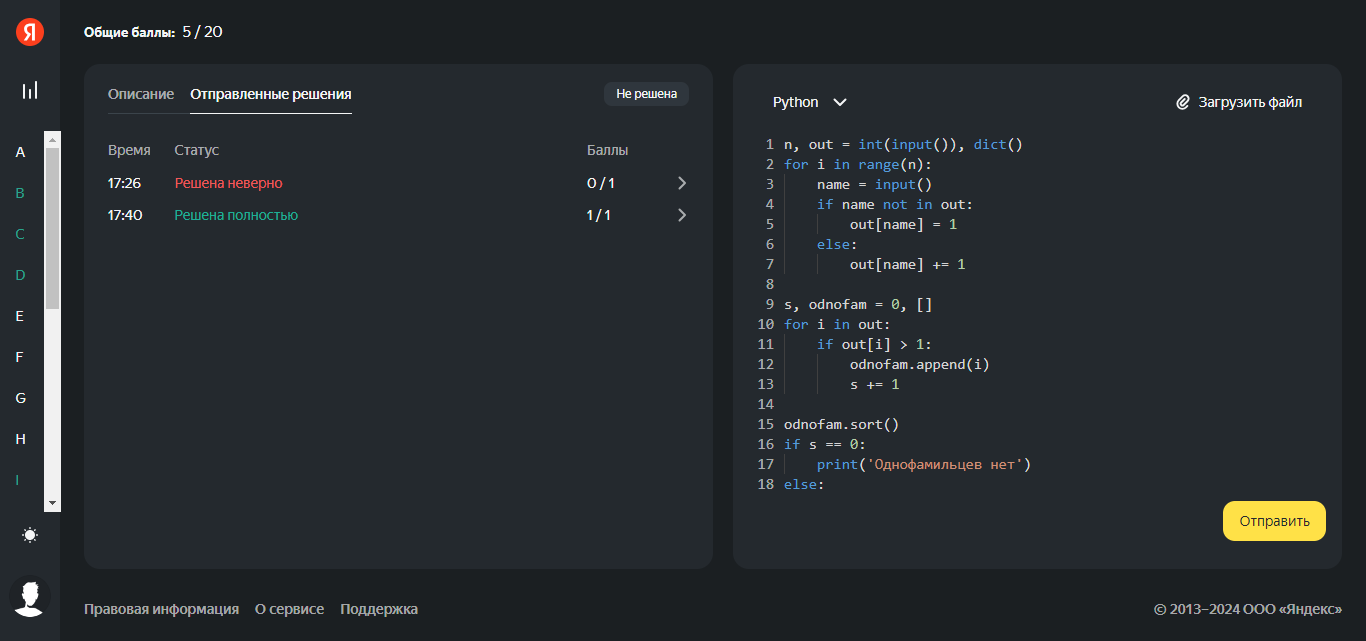 Я
Общие баллы: 5 / 20
A
B
C
D
E
F
G
H
I
Описание Отправленные решения Не решена
Время Статус Баллы
17:26 Решена неверно 0 / 1
17:40 Решена полностью 1 / 1
Python Загрузить файл
1 n, out = int(input()), dict()
2 for i in range(n):
3 name = input()
4 if name not in out:
5 out[name] = 1
6 else:
7 out[name] += 1
8
9 s, odnofam = 0, []
10 for i in out:
11 if out[i] > 1:
12 odnofam.append(i)
13 s += 1
14
15 odnofam.sort()
16 if s == 0:
17 print('Однофамильцев нет')
18 else:
Отправить
Правовая информация О сервисе Поддержка
© 2013–2024 ООО «Яндекс»